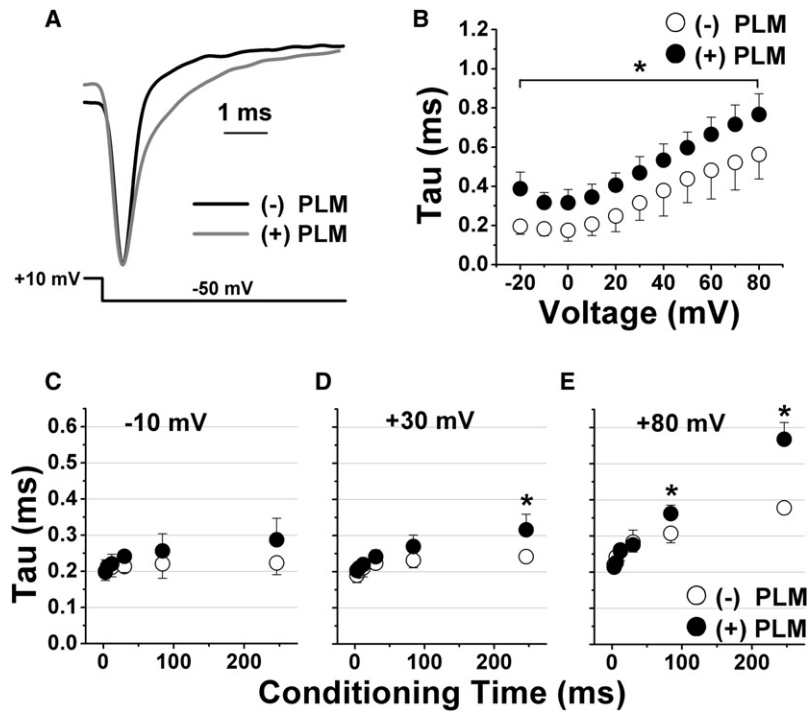 A
1 ms
(-) PLM
(+) PLM
+10 mV
-50 mV
B
(-) PLM
(+) PLM
*
Tau (ms)
1.2
1.0
0.8
0.6
0.4
0.2
0.0
-20 0 20 40 60 80
Voltage (mV)
C
-10 mV
Tau (ms)
0.6
0.5
0.4
0.3
0.2
0.1
0.0
0 100 200
D
+30 mV
*
0 100 200
E
+80 mV
*
*
(-) PLM
(+) PLM
0 100 200
Conditioning Time (ms)